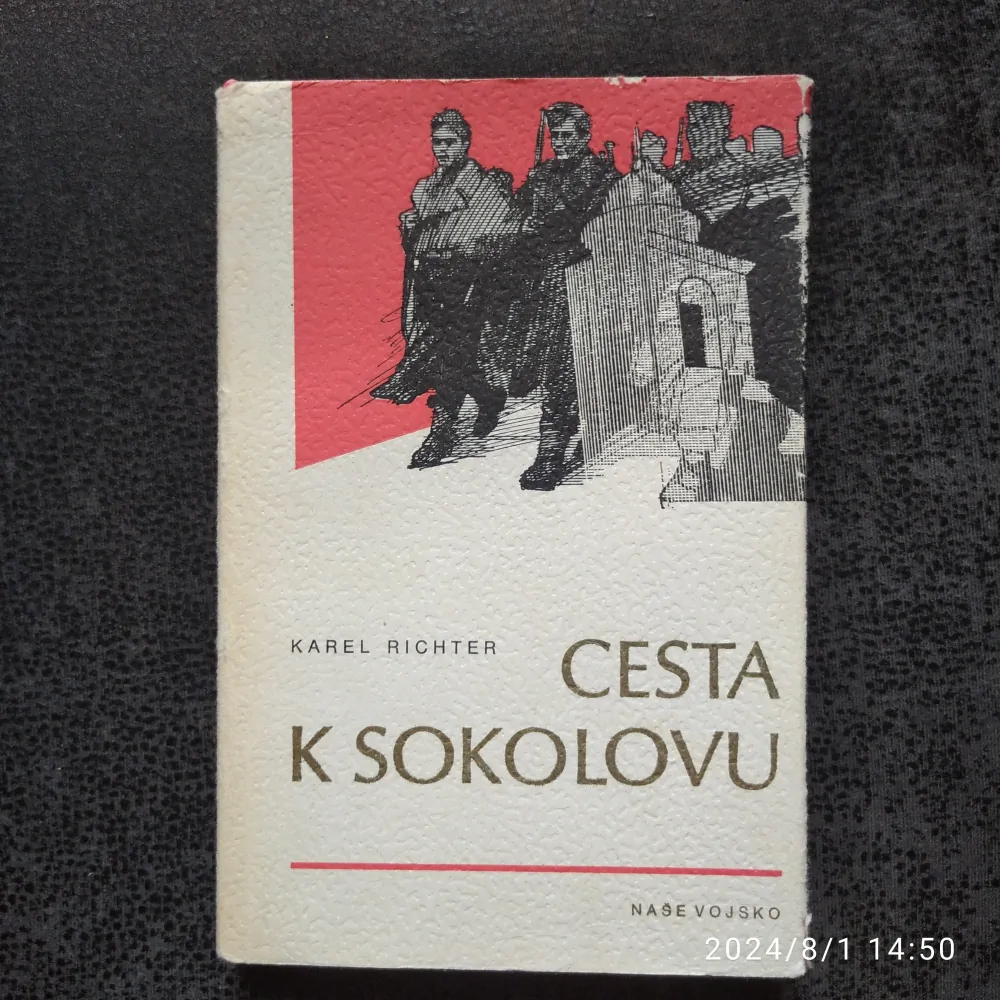 KAREL RICHTER
CESTA
K SOKOLOVU
NAŠE VOJSKO
2024/8/1 14:50